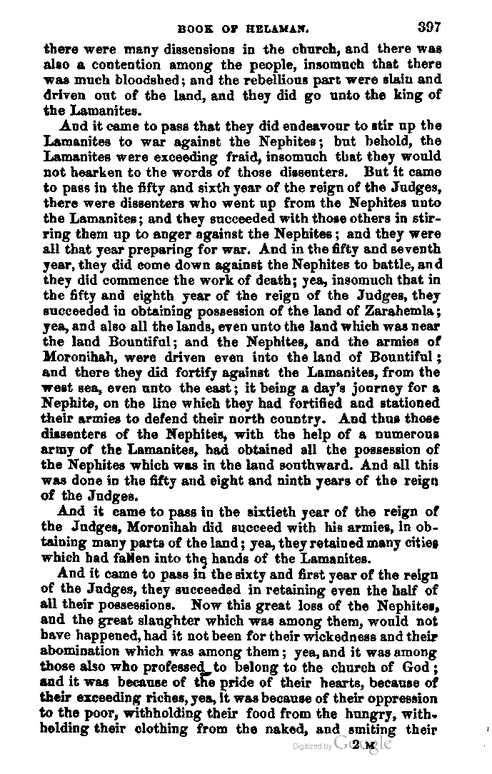 BOOK OF HELAMAN. 397
there were many dissensions in the church, and there was
also a contention among the people, insomuch that there
was much bloodshed; and the rebellious part were slain and
driven out of the land, and they did go unto the king of
the Lamanites.
And it came to pass that they did endeavour to stir up the
Lamanites to war against the Nephites; but behold, the
Lamanites were exceeding fraid, insomuch that they would
not hearken to the words of those dissenters. But it came
to pass in the fifty and sixth year of the reign of the Judges,
there were dissenters who went up from the Nephites unto
the Lamanites; and they succeeded with those others in stir-
ring them up to anger against the Nephites; and they were
all that year preparing for war. And in the fifty and seventh
year, they did come down against the Nephites to battle, and
they did commence the work of death; yea, insomuch that in
the fifty and eighth year of the reign of the Judges, they
succeeded in obtaining possession of the land of Zarahemla;
yea, and also all the lands, even unto the land which was near
the land Bountiful; and the Nephites, and the armies of
Moronihah, were driven even into the land of Bountiful;
and there they did fortify against the Lamanites, from the
west sea, even unto the east; it being a day's journey for a
Nephite, on the line which they had fortified and stationed
their armies to defend their north country. And thus those
dissenters of the Nephites, with the help of a numerous
army of the Lamanites, had obtained all the possession of
the Nephites which was in the land southward. And all this
was done in the fifty and eight and ninth years of the reign
of the Judges.
And it came to pass in the sixtieth year of the reign of
the Judges, Moronihah did succeed with his armies, in ob-
taining many parts of the land; yea, they retained many cities
which had fallen into the hands of the Lamanites.
And it came to pass in the sixty and first year of the reign
of the Judges, they succeeded in retaining even the half of
all their possessions. Now this great loss of the Nephites,
and the great slaughter which was among them, would not
have happened, had it not been for their wickedness and their
abomination which was among them; yea, and it was among
those also who professed to belong to the church of God;
and it was because of the pride of their hearts, because of
their exceeding riches, yea, it was because of their oppression
to the poor, withholding their food from the hungry, with-
holding their clothing from the naked, and smiting their
2 M
Digitized by Google